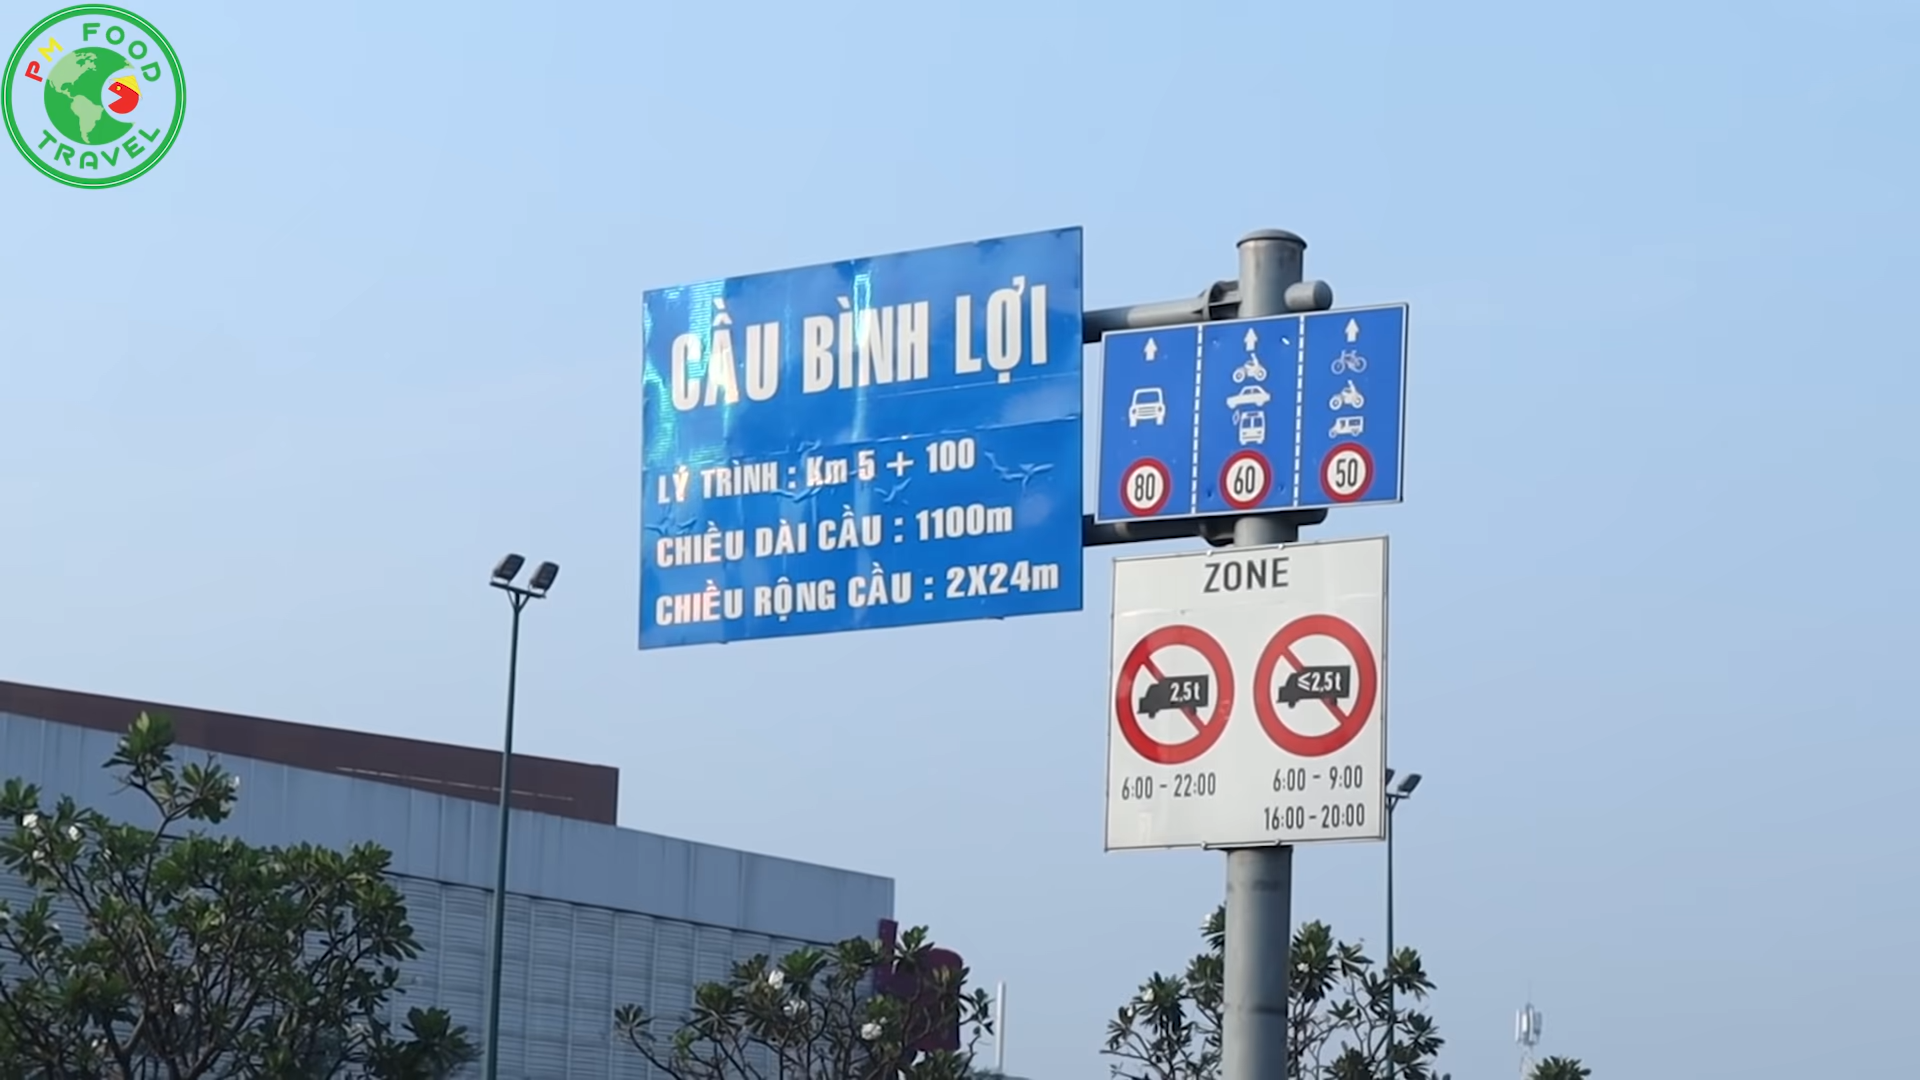 PM FOOD
TRAVEL
CẦU BÌNH LỢI
LÝ TRÌNH : Km 5 + 100
CHIỀU DÀI CẦU : 1100m
CHIỀU RỘNG CẦU : 2X24m
80 60 50
ZONE
2,5t ≤2,5t
6:00 - 22:00 6:00 - 9:00
16:00 - 20:00